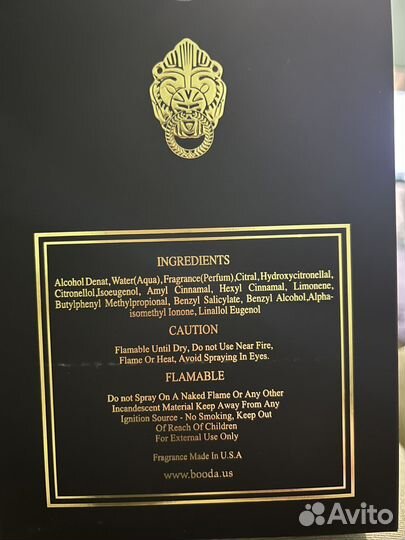 INGREDIENTS
Alcohol Denat, Water(Aqua), Fragrance(Perfum),Citral, Hydroxycitronellal,
Citronellol,Isoeugenol, Amyl Cinnamal, Hexyl Cinnamal, Limonene,
Butylphenyl Methylpropional, Benzyl Salicylate, Benzyl Alcohol,Alpha-
isomethyl Ionone, Linallol Eugenol
CAUTION
Flammable Until Dry, Do not Use Near Fire,
Flame Or Heat, Avoid Spraying In Eyes.
FLAMABLE
Do not Spray On A Naked Flame Or Any Other
Incandescent Material Keep Away From Any
Ignition Source - No Smoking, Keep Out
Of Reach Of Children
For External Use Only
Fragrance Made In U.S.A
www.booda.us
Avito